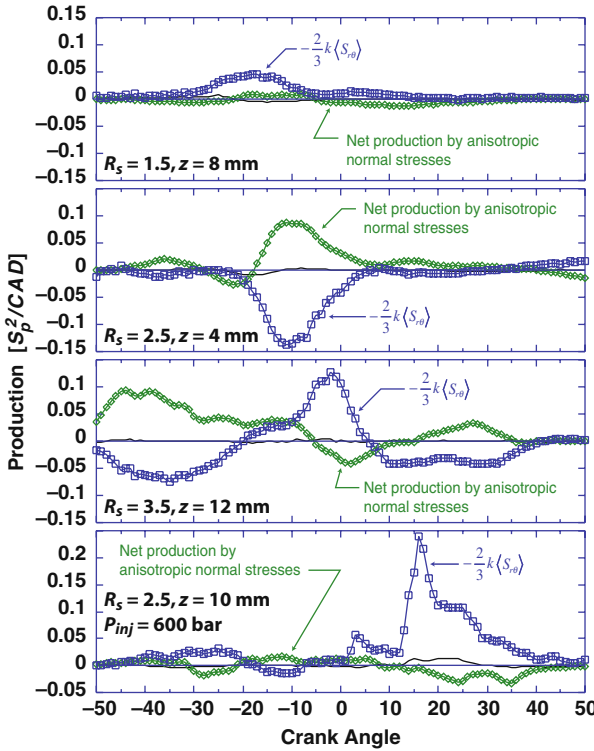 0.15
0.1
0.05
0
−0.05
−0.1
−0.15
−2/3 k⟨S_rθ⟩
Net production by anisotropic
normal stresses
R_s = 1.5, z = 8 mm
0.1
0.05
0
−0.05
−0.1
−0.15
Net production by anisotropic
normal stresses
−2/3 k⟨S_rθ⟩
R_s = 2.5, z = 4 mm
0.1
0.05
0
−0.05
−0.1
−0.15
−2/3 k⟨S_rθ⟩
Net production by anisotropic
normal stresses
R_s = 3.5, z = 12 mm
0.2
0.15
0.1
0.05
0
0.05
Net production by
anisotropic normal stresses
−2/3 k⟨S_rθ⟩
R_s = 2.5, z = 10 mm
P_inj = 600 bar
−50 −40 −30 −20 −10 0 10 20 30 40 50
Crank Angle
Production [S_p^2/CAD]